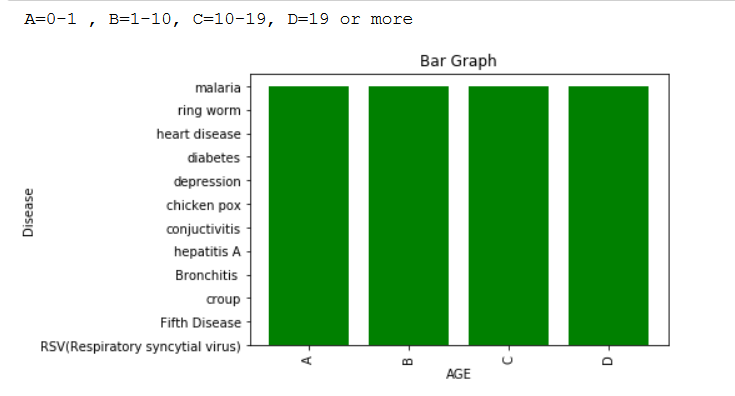 A=0-1 , B=1-10, C=10-19, D=19 or more
Bar Graph
malaria
ring worm
heart disease
diabetes
depression
chicken pox
conjuctivitis
hepatitis A
Bronchitis
croup
Fifth Disease
RSV(Respiratory syncytial virus)
Disease
A
B
C
D
AGE